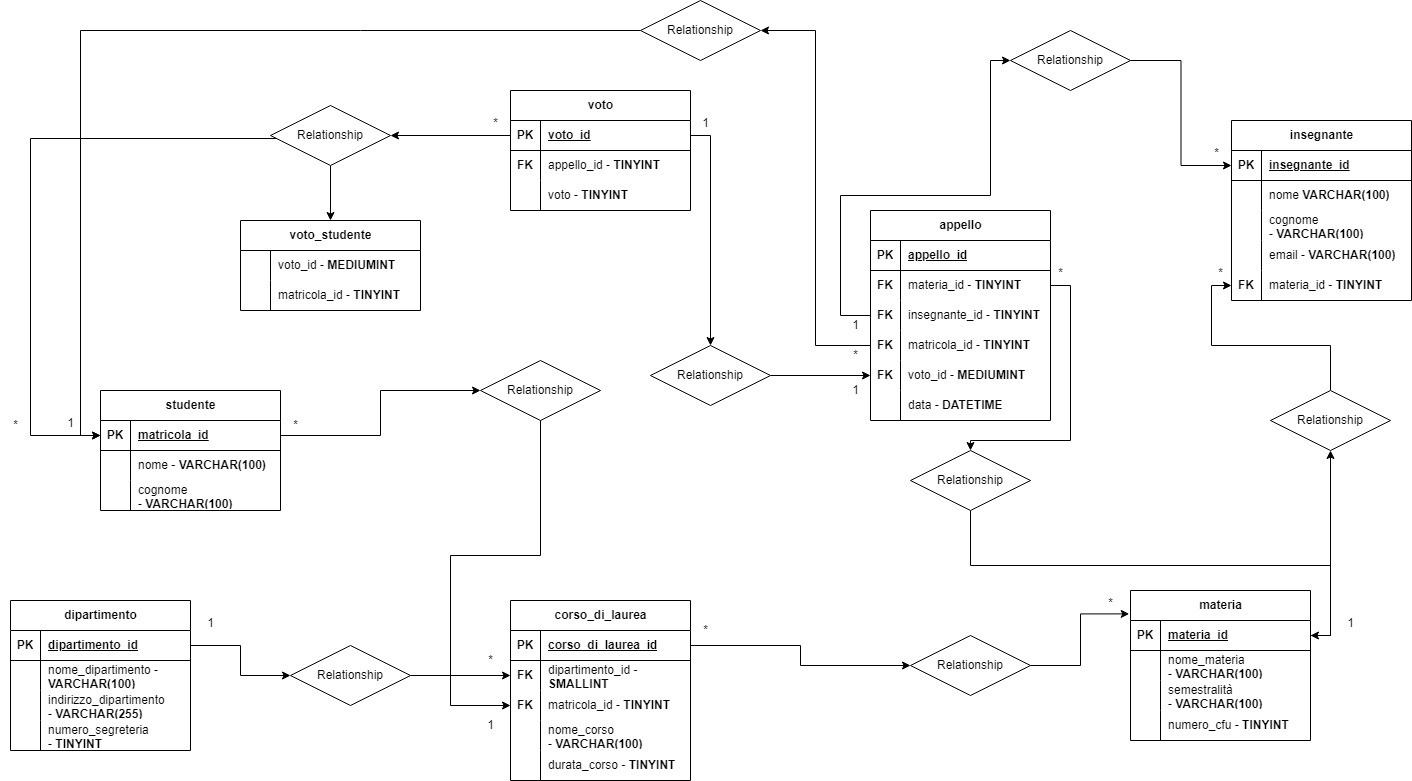 Relationship
Relationship
voto
PK voto_id
FK appello_id - TINYINT
voto - TINYINT
*
1
Relationship
insegnante
PK insegnante_id
nome VARCHAR(100)
cognome
- VARCHAR(100)
email - VARCHAR(100)
FK materia_id - TINYINT
*
*
voto_studente
voto_id - MEDIUMINT
matricola_id - TINYINT
appello
PK appello_id
FK materia_id - TINYINT
FK insegnante_id - TINYINT
FK matricola_id - TINYINT
FK voto_id - MEDIUMINT
data - DATETIME
*
1
*
1
Relationship
Relationship
Relationship
*
1
studente
PK matricola_id
nome - VARCHAR(100)
cognome
- VARCHAR(100)
*
Relationship
dipartimento
PK dipartimento_id
nome_dipartimento -
VARCHAR(100)
indirizzo_dipartimento
- VARCHAR(255)
numero_segreteria
- TINYINT
1
Relationship
*
1
corso_di_laurea
PK corso_di_laurea_id
FK dipartimento_id -
SMALLINT
FK matricola_id - TINYINT
nome_corso
- VARCHAR(100)
durata_corso - TINYINT
*
Relationship
*
materia
PK materia_id
nome_materia
- VARCHAR(100)
semestralità
- VARCHAR(100)
numero_cfu - TINYINT
1